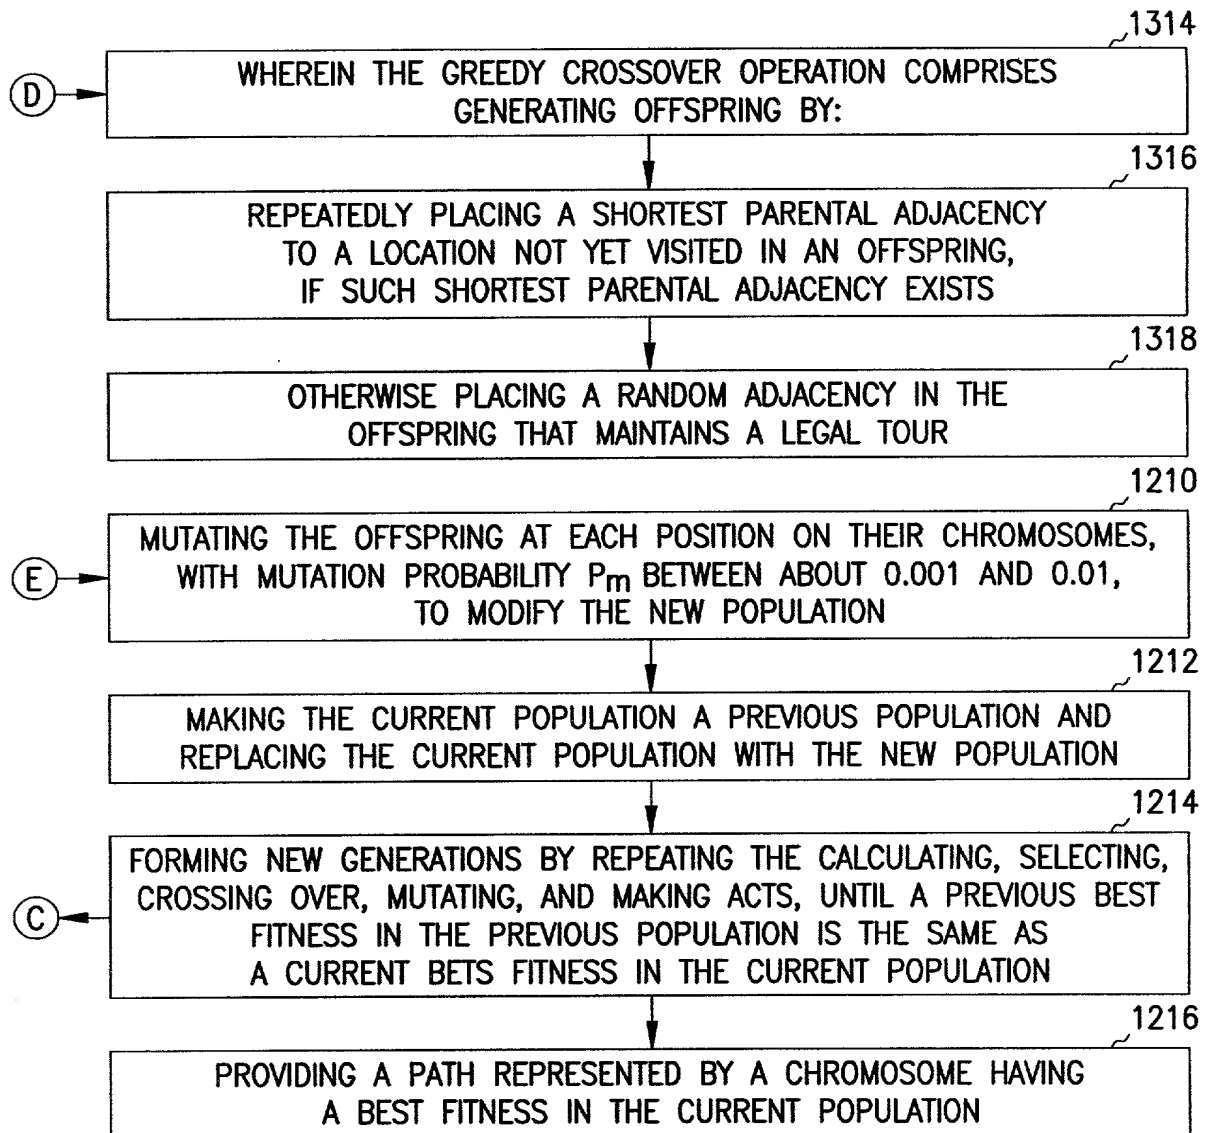 1314
D
WHEREIN THE GREEDY CROSSOVER OPERATION COMPRISES
GENERATING OFFSPRING BY:
1316
REPEATEDLY PLACING A SHORTEST PARENTAL ADJACENCY
TO A LOCATION NOT YET VISITED IN AN OFFSPRING,
IF SUCH SHORTEST PARENTAL ADJACENCY EXISTS
1318
OTHERWISE PLACING A RANDOM ADJACENCY IN THE
OFFSPRING THAT MAINTAINS A LEGAL TOUR
1210
E
MUTATING THE OFFSPRING AT EACH POSITION ON THEIR CHROMOSOMES,
WITH MUTATION PROBABILITY Pm BETWEEN ABOUT 0.001 AND 0.01,
TO MODIFY THE NEW POPULATION
1212
MAKING THE CURRENT POPULATION A PREVIOUS POPULATION AND
REPLACING THE CURRENT POPULATION WITH THE NEW POPULATION
1214
C
FORMING NEW GENERATIONS BY REPEATING THE CALCULATING, SELECTING,
CROSSING OVER, MUTATING, AND MAKING ACTS, UNTIL A PREVIOUS BEST
FITNESS IN THE PREVIOUS POPULATION IS THE SAME AS
A CURRENT BETS FITNESS IN THE CURRENT POPULATION
1216
PROVIDING A PATH REPRESENTED BY A CHROMOSOME HAVING
A BEST FITNESS IN THE CURRENT POPULATION